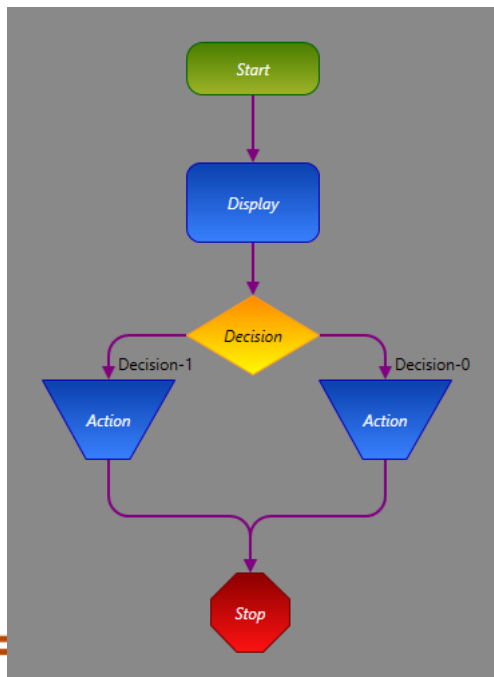 Start
Display
Decision
Decision-1
Decision-0
Action
Action
Stop